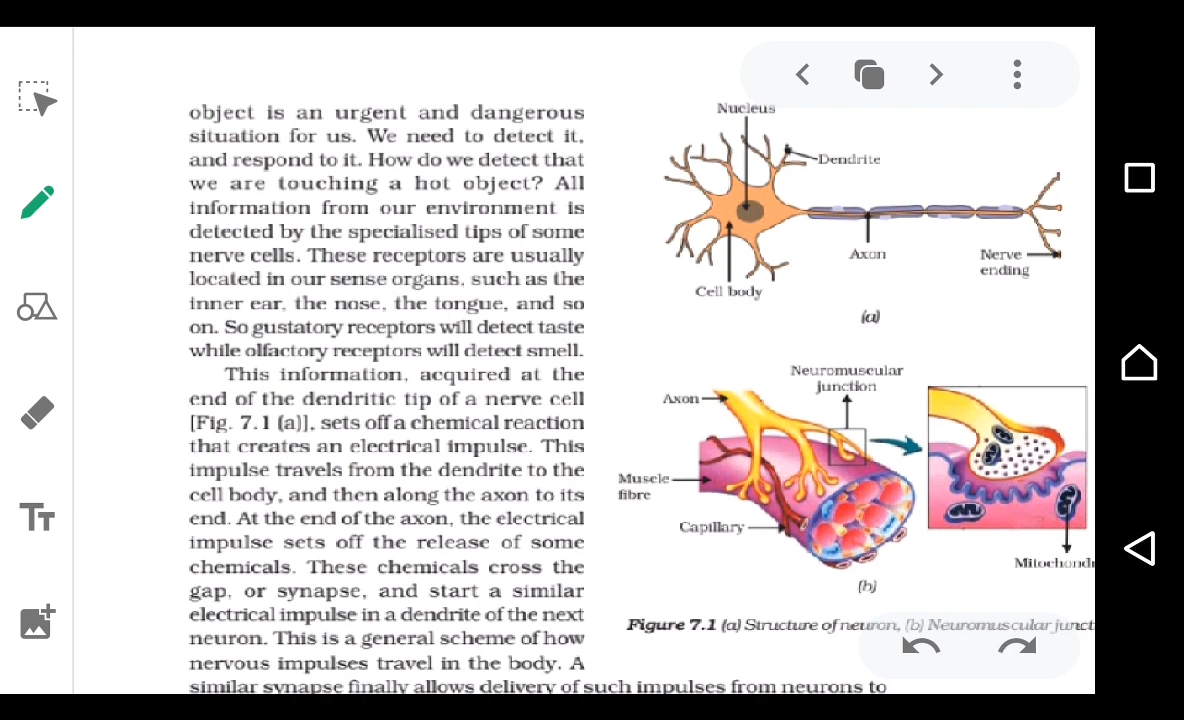 object is an urgent and dangerous
situation for us. We need to detect it,
and respond to it. How do we detect that
we are touching a hot object? All
information from our environment is
detected by the specialised tips of some
nerve cells. These receptors are usually
located in our sense organs, such as the
inner ear, the nose, the tongue, and so
on. So gustatory receptors will detect taste
while olfactory receptors will detect smell.
This information, acquired at the
end of the dendritic tip of a nerve cell
[Fig. 7.1 (a)], sets off a chemical reaction
that creates an electrical impulse. This
impulse travels from the dendrite to the
cell body, and then along the axon to its
end. At the end of the axon, the electrical
impulse sets off the release of some
chemicals. These chemicals cross the
gap, or synapse, and start a similar
electrical impulse in a dendrite of the next
neuron. This is a general scheme of how
nervous impulses travel in the body. A
similar synapse finally allows delivery of such impulses from neurons to
Nucleus
Dendrite
Axon
Nerve
ending
Cell body
(a)
Neuromuscular
junction
Axon
Muscle
fibre
Capillary
Mitochondr
(b)
Figure 7.1 (a) Structure of neuron, (b) Neuromuscular junct
Tт